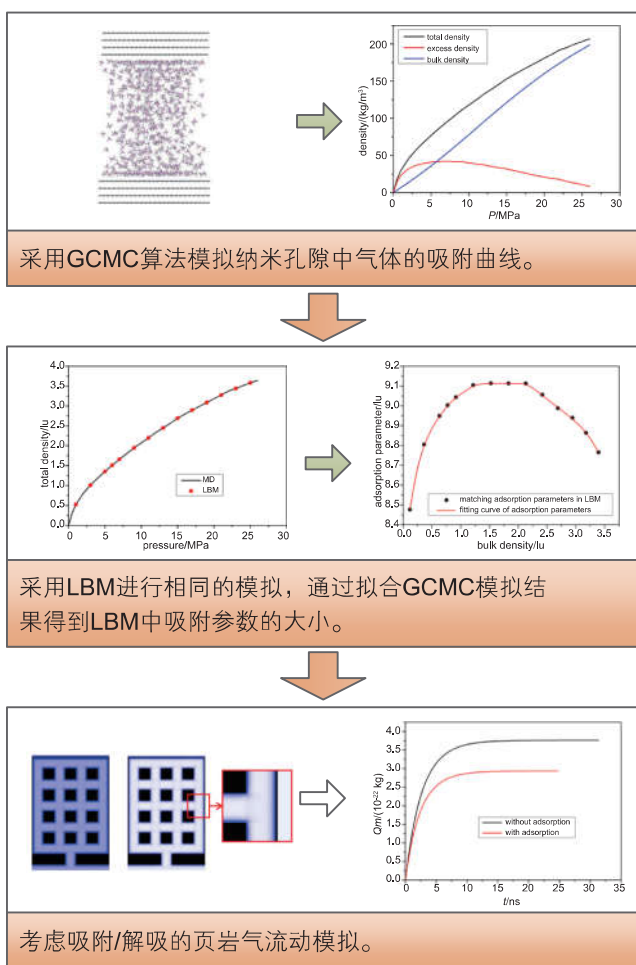 total density
excess density
bulk density
200
150
100
50
0
density/(kg/m³)
0 5 10 15 20 25 30
P/MPa
采用GCMC算法模拟纳米孔隙中气体的吸附曲线。
4.0
3.5
3.0
2.5
2.0
1.5
1.0
0.5
0.0
total density/lu
MD
LBM
0 5 10 15 20 25 30
pressure/MPa
9.2
9.1
9.0
8.9
8.8
8.7
8.6
8.5
8.4
adsorption parameter/lu
matching adsorption parameters in LBM
fitting curve of adsorption parameters
0.0 0.5 1.0 1.5 2.0 2.5 3.0 3.5
bulk density/lu
采用LBM进行相同的模拟，通过拟合GCMC模拟结
果得到LBM中吸附参数的大小。
4.0
3.5
3.0
2.5
2.0
1.5
1.0
0.5
0.0
Qm/(10⁻²² kg)
without adsorption
with adsorption
0 5 10 15 20 25 30 35
t/ns
考虑吸附/解吸的页岩气流动模拟。